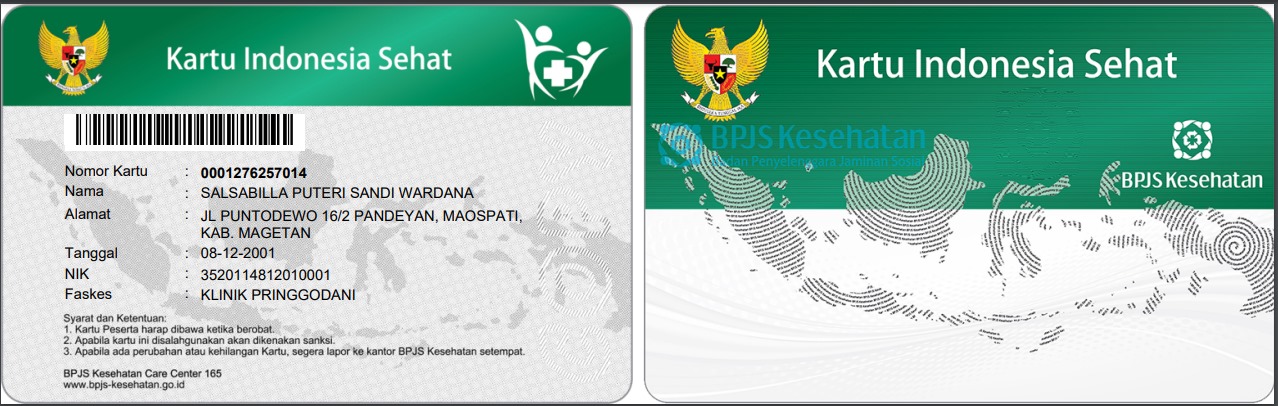 Kartu Indonesia Sehat
Nomor Kartu : 0001276257014
Nama : SALSABILLA PUTERI SANDI WARDANA
Alamat : JL PUNTODEWO 16/2 PANDEYAN, MAOSPATI,
KAB. MAGETAN
Tanggal : 08-12-2001
NIK : 3520114812010001
Faskes : KLINIK PRINGGODANI
Syarat dan Ketentuan:
1. Kartu Peserta harap dibawa ketika berobat.
2. Apabila kartu ini disalahgunakan akan dikenakan sanksi.
3. Apabila ada perubahan atau kehilangan Kartu, segera lapor ke kantor BPJS Kesehatan setempat.
BPJS Kesehatan Care Center 165
www.bpjs-kesehatan.go.id
Kartu Indonesia Sehat
BPJS Kesehatan
Badan Penyelenggara Jaminan Sosial
BPJS Kesehatan